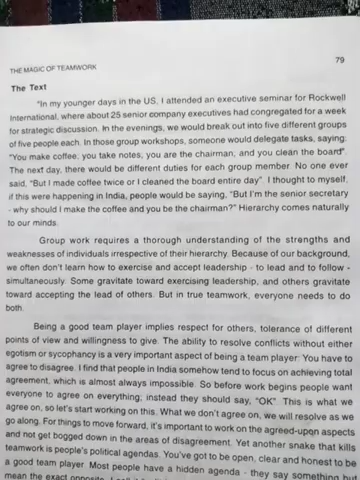 79
THE MAGIC OF TEAMWORK
The Text
"In my younger days in the US, I attended an executive seminar for Rockwell
International, where about 25 senior company executives had congregated for a week
for strategic discussion. In the evenings, we would break out into five different groups
of five people each. In those group workshops, someone would delegate tasks, saying:
"You make coffee; you take notes, you are the chairman; and you clean the board".
The next day, there would be different duties for each group member. No one ever
said, "But I made coffee twice or I cleaned the board entire day". I thought to myself,
if this were happening in India, people would be saying, "But I'm the senior secretary
- why should I make the coffee and you be the chairman?" Hierarchy comes naturally
to our minds.
Group work requires a thorough understanding of the strengths and
weaknesses of individuals irrespective of their hierarchy. Because of our background,
we often don't learn how to exercise and accept leadership - to lead and to follow -
simultaneously. Some gravitate toward exercising leadership, and others gravitate
toward accepting the lead of others. But in true teamwork, everyone needs to do
both.
Being a good team player implies respect for others, tolerance of different
points of view and willingness to give. The ability to resolve conflicts without either
egotism or sycophancy is a very important aspect of being a team player: You have to
agree to disagree. I find that people in India somehow tend to focus on achieving total
agreement, which is almost always impossible. So before work begins people want
everyone to agree on everything; instead they should say, "OK" This is what we
agree on, so let's start working on this. What we don't agree on, we will resolve as we
go along. For things to move forward, it's important to work on the agreed-upon aspects
and not get bogged down in the areas of disagreement. Yet another snake that kills
teamwork is people's political agendas. You've got to be open, clear and honest to be
a good team player. Most people have a hidden agenda - they say something but
mean the exact opposite. I call it